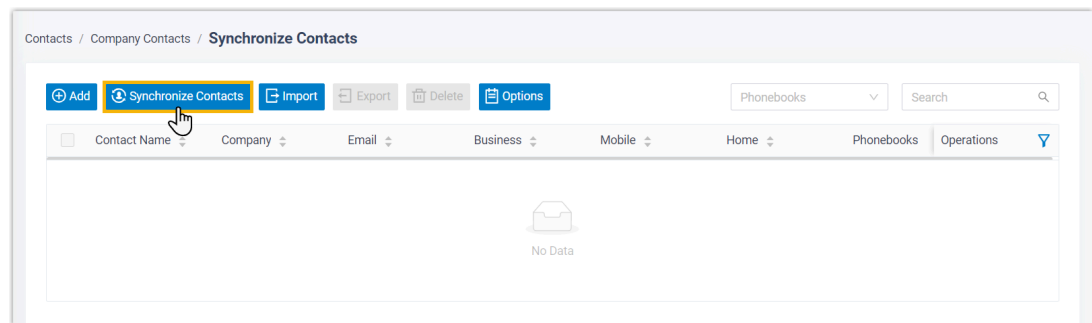 Contacts / Company Contacts / Synchronize Contacts
Add Synchronize Contacts Import Export Delete Options Phonebooks Search
Contact Name Company Email Business Mobile Home Phonebooks Operations
No Data